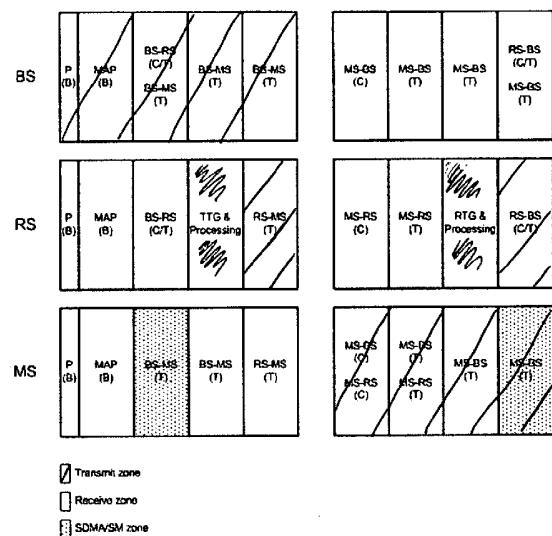 BS
P
(B)
MAP
(B)
BS-RS
(C/T)
BS-MS
(T)
BS-MS
(T)
BS-MS
(T)
MS-BS
(C)
MS-BS
(T)
MS-BS
(T)
RS-BS
(C/T)
MS-BS
(T)
RS
P
(B)
MAP
(B)
BS-RS
(C/T)
TTG &
Processing
RS-MS
(T)
MS-RS
(C)
MS-RS
(T)
RTG &
Processing
RS-BS
(C/T)
MS
P
(B)
MAP
(B)
BS-MS
(T)
BS-MS
(T)
RS-MS
(T)
MS-BS
(C)
MS-RS
(C)
MS-BS
(T)
MS-RS
(T)
MS-BS
(T)
MS-BS
(T)
Transmit zone
Receive zone
SDMA/SM zone